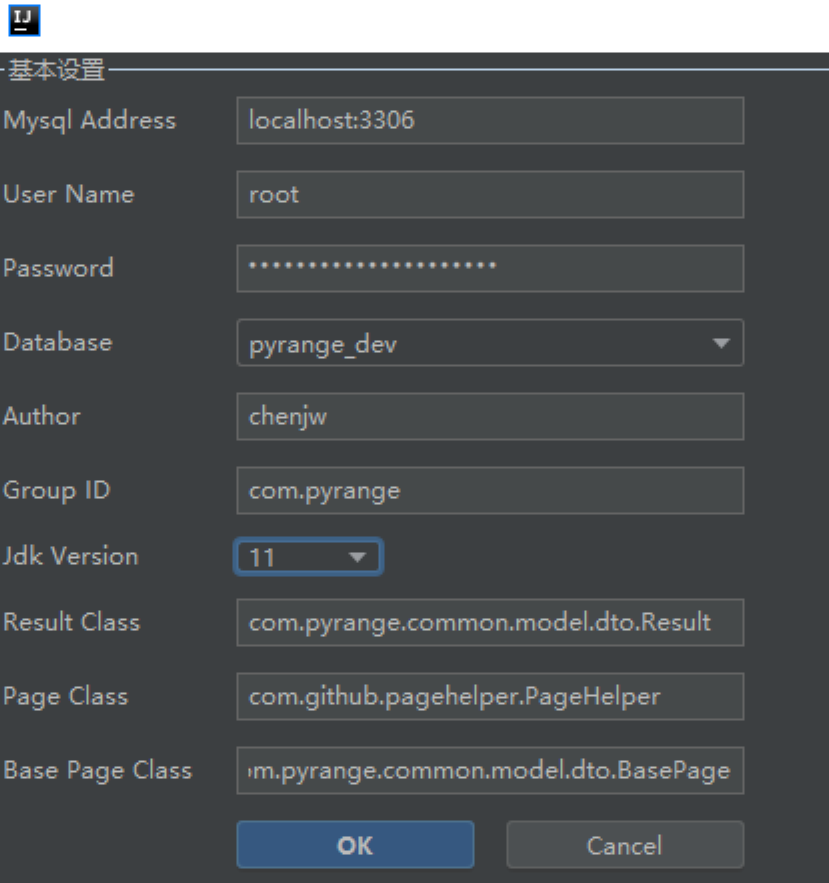 IJ
基本设置
Mysql Address localhost:3306
User Name root
Password •••••••••••••••••••••
Database pyrange_dev
Author chenjw
Group ID com.pyrange
Jdk Version 11
Result Class com.pyrange.common.model.dto.Result
Page Class com.github.pagehelper.PageHelper
Base Page Class m.pyrange.common.model.dto.BasePage
OK Cancel